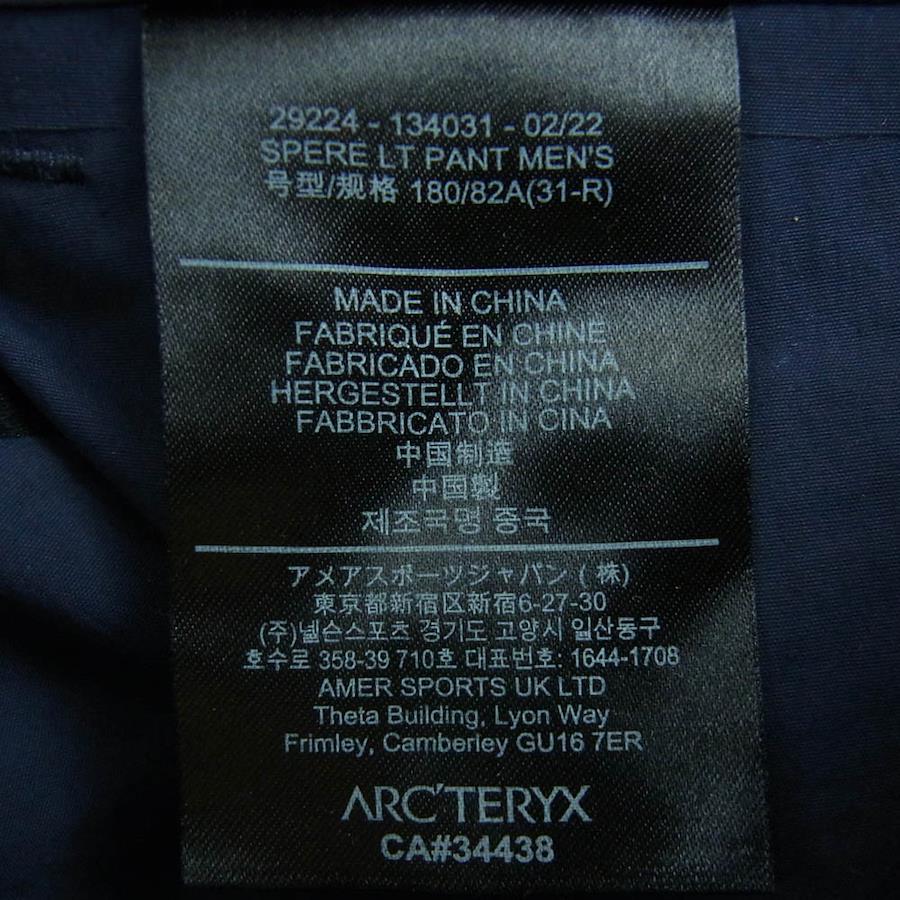 29224 - 134031 - 02/22
SPERE LT PANT MEN'S
号型/规格 180/82A(31-R)
MADE IN CHINA
FABRIQUÉ EN CHINE
FABRICADO EN CHINA
HERGESTELLT IN CHINA
FABBRICATO IN CINA
中国制造
中国製
제조국명 중국
アメアスポーツジャパン ( 株)
東京都新宿区新宿6-27-30
(주)넬슨스포츠 경기도 고양시 일산동구
호수로 358-39 710호 대표번호: 1644-1708
AMER SPORTS UK LTD
Theta Building, Lyon Way
Frimley, Camberley GU16 7ER
ARC'TERYX
CA#34438